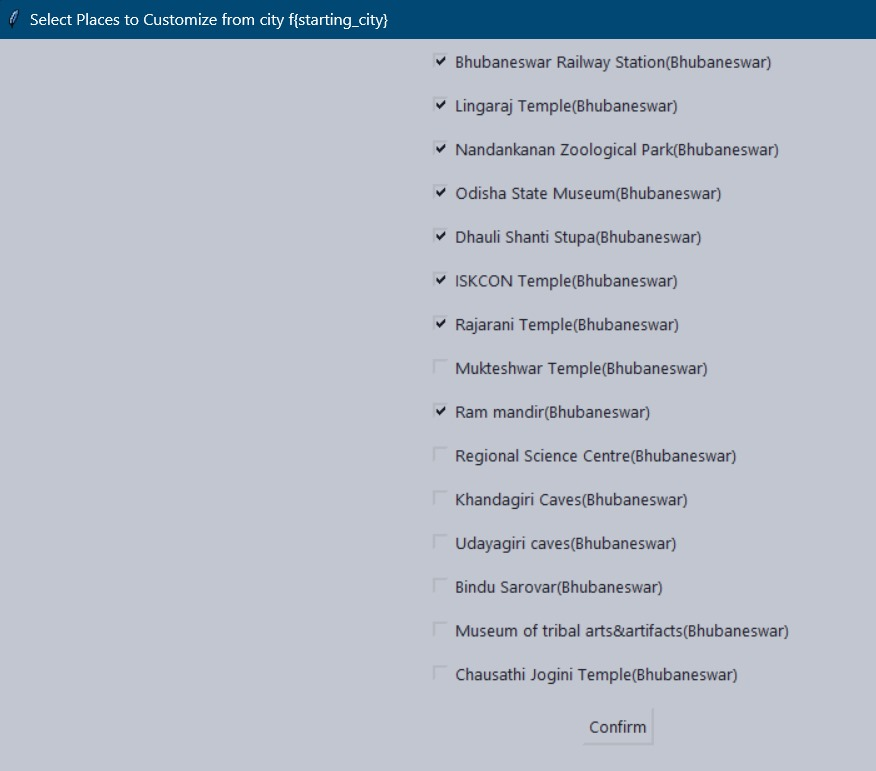 Select Places to Customize from city f{starting_city}
Bhubaneswar Railway Station(Bhubaneswar)
Lingaraj Temple(Bhubaneswar)
Nandankanan Zoological Park(Bhubaneswar)
Odisha State Museum(Bhubaneswar)
Dhauli Shanti Stupa(Bhubaneswar)
ISKCON Temple(Bhubaneswar)
Rajarani Temple(Bhubaneswar)
Mukteshwar Temple(Bhubaneswar)
Ram mandir(Bhubaneswar)
Regional Science Centre(Bhubaneswar)
Khandagiri Caves(Bhubaneswar)
Udayagiri caves(Bhubaneswar)
Bindu Sarovar(Bhubaneswar)
Museum of tribal arts&artifacts(Bhubaneswar)
Chausathi Jogini Temple(Bhubaneswar)
Confirm